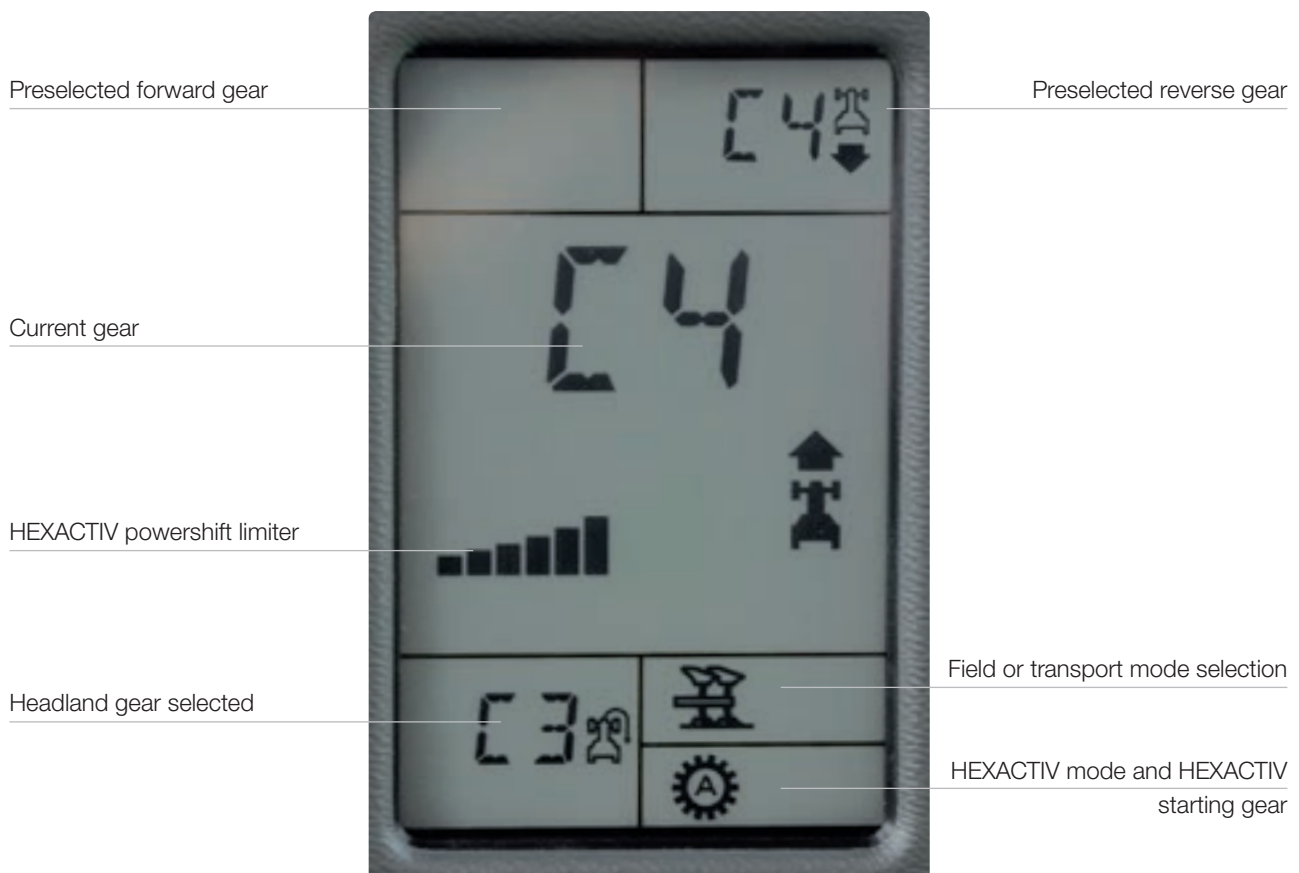 Preselected forward gear
Preselected reverse gear
C4
Current gear
C4
HEXACTIV powershift limiter
Field or transport mode selection
Headland gear selected
C3
HEXACTIV mode and HEXACTIV
starting gear
A